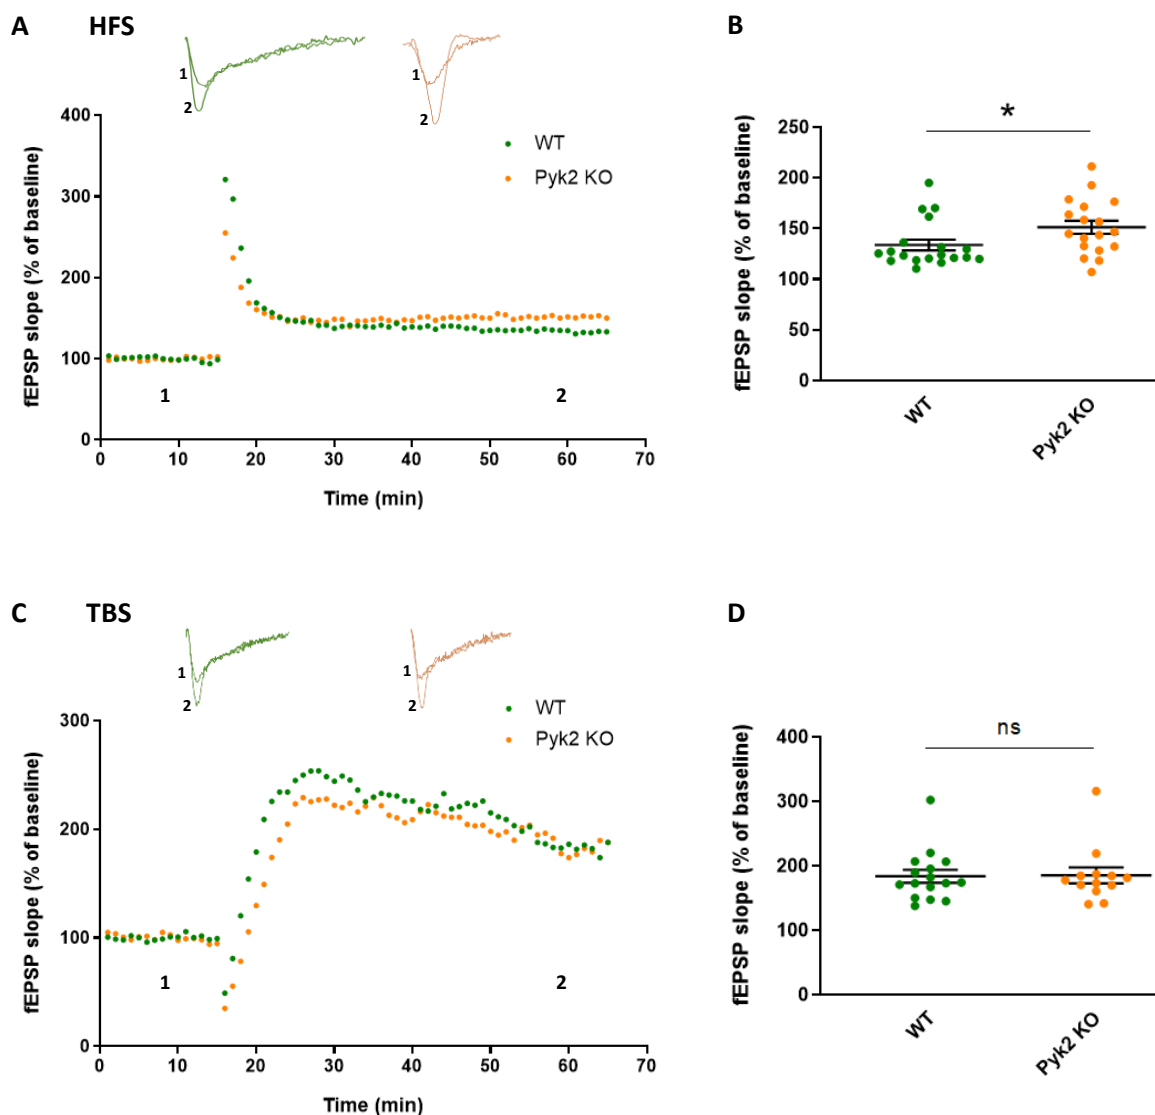 A HFS
1
2
1
2
WT
Pyk2 KO
fEPSP slope (% of baseline)
400
300
200
100
0
1
2
0 10 20 30 40 50 60 70
Time (min)
B
*
fEPSP slope (% of baseline)
250
200
150
100
50
0
WT
Pyk2 KO
C TBS
1
2
1
2
WT
Pyk2 KO
fEPSP slope (% of baseline)
300
200
100
0
1
2
0 10 20 30 40 50 60 70
Time (min)
D
ns
fEPSP slope (% of baseline)
400
300
200
100
0
WT
Pyk2 KO